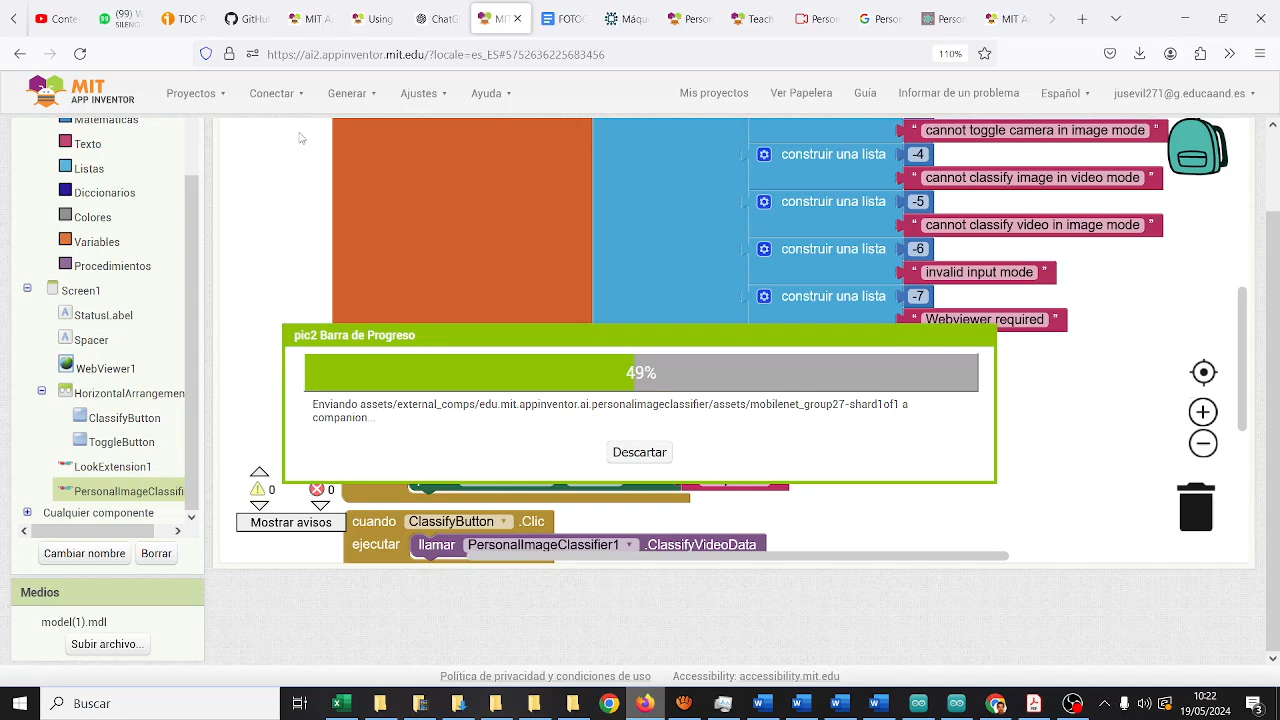 Conte
99) W
SILENCI
TDC P
GitHub
MIT A
Using
ChatG
MIT
FOTO
Máqu
Perso
Teach
Perso
Perso
Perso
MIT A
https://ai2.appinventor.mit.edu/?locale=es_ES#5752636225683456
110%
MIT
APP INVENTOR
Proyectos
Conectar
Generar
Ajustes
Ayuda
Mis proyectos
Ver Papelera
Guía
Informar de un problema
Español
jusevil271@g.educaand.es
Matemáticas
Texto
Listas
Diccionarios
Colores
Variables
Procedimientos
Screen1
StatusLabel
Spacer
WebViewer1
HorizontalArrangemen
ClassifyButton
ToggleButton
LookExtension1
PersonalImageClassifi
Cualquier componente
Cambiar nombre
Borrar
Medios
model(1).mdl
Subir archivo...
“ cannot toggle camera in image mode ”
construir una lista -4
“ cannot classify image in video mode ”
construir una lista -5
“ cannot classify video in image mode ”
construir una lista -6
“ invalid input mode ”
construir una lista -7
“ Webviewer required ”
pic2 Barra de Progreso
49%
Enviando assets/external_comps/edu.mit.appinventor.ai.personalimageclassifier/assets/mobilenet_group27-shard1of1 a
companion...
Descartar
0
0
Mostrar avisos
cuando ClassifyButton .Clic
ejecutar llamar PersonalImageClassifier1 .ClassifyVideoData
Política de privacidad y condiciones de uso
Accessibility: accessibility.mit.edu
Buscar
10:22
19/05/2024
3